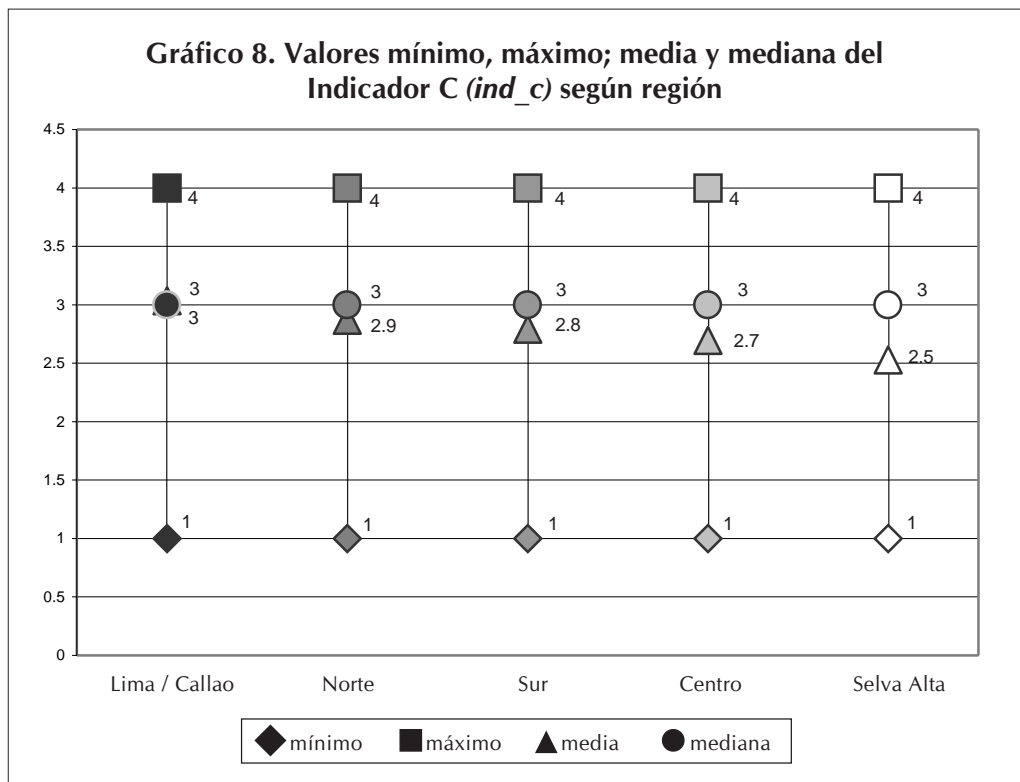 Gráfico 8. Valores mínimo, máximo; media y mediana del
Indicador C (ind_c) según región
4.5
4
4 4 4 4 4
3.5
3 3 3 3 3
3
3 2.9 2.8 2.7 2.5
2.5
2
1.5
1 1 1 1 1
1
0.5
0
Lima / Callao Norte Sur Centro Selva Alta
mínimo máximo media mediana